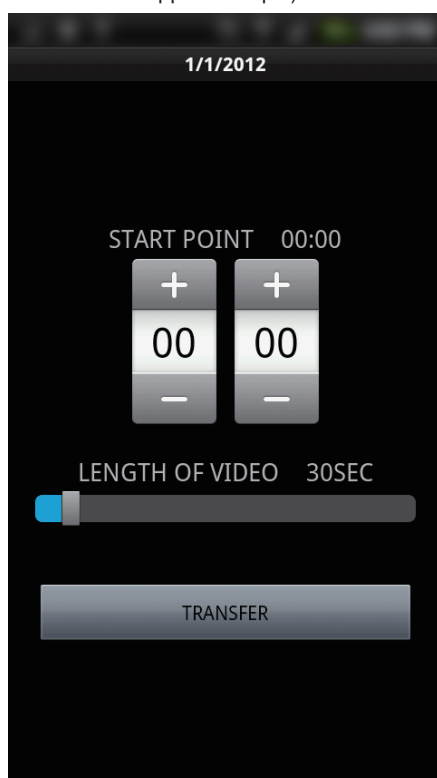 1/1/2012
START POINT 00:00
+ +
00 00
− −
LENGTH OF VIDEO 30SEC
TRANSFER